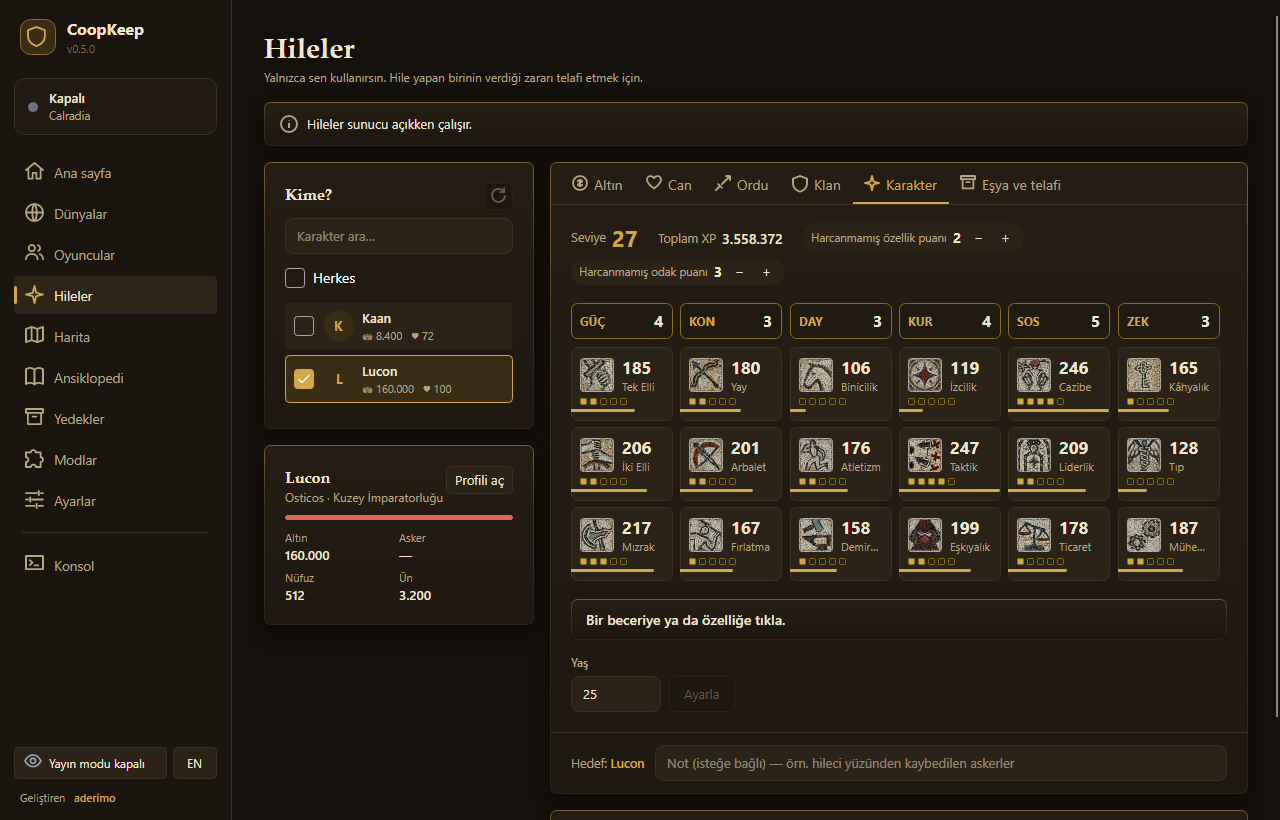 CoopKeep
v0.5.0
Kapalı
Calradia
Ana sayfa
Dünyalar
Oyuncular
Hileler
Harita
Ansiklopedi
Yedekler
Modlar
Ayarlar
Konsol
Yayın modu kapalı
EN
Geliştiren aderimo
Hileler
Yalnızca sen kullanırsın. Hile yapan birinin verdiği zararı telafi etmek için.
Hileler sunucu açıkken çalışır.
Kime?
Karakter ara...
Herkes
K
Kaan
8.400 72
L
Lucon
160.000 100
Lucon
Osticos · Kuzey İmparatorluğu
Profili aç
Altın Asker
160.000 —
Nüfuz Ün
512 3.200
Altın Can Ordu Klan Karakter Eşya ve telafi
Seviye 27 Toplam XP 3.558.372 Harcanmamış özellik puanı 2 − +
Harcanmamış odak puanı 3 − +
GÜÇ 4 KON 3 DAY 3 KUR 4 SOS 5 ZEK 3
185 180 106 119 246 165
Tek Elli Yay Binicilik İzcilik Cazibe Kâhyalık
206 201 176 247 209 128
İki Elli Arbalet Atletizm Taktik Liderlik Tıp
217 167 158 199 178 187
Mızrak Fırlatma Demir... Eşkıyalık Ticaret Mühe...
Bir beceriye ya da özelliğe tıkla.
Yaş
25 Ayarla
Hedef: Lucon Not (isteğe bağlı) — örn. hileci yüzünden kaybedilen askerler